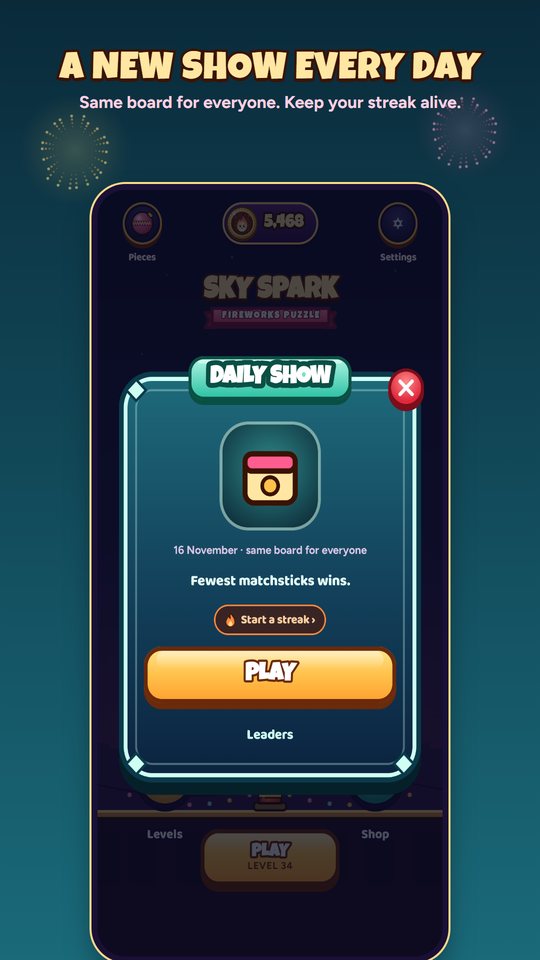 A NEW SHOW EVERY DAY
Same board for everyone. Keep your streak alive.
5,468
Pieces
Settings
SKY SPARK
FIREWORKS PUZZLE
DAILY SHOW
16 November · same board for everyone
Fewest matchsticks wins.
Start a streak ›
PLAY
Leaders
Levels
Shop
PLAY
LEVEL 34